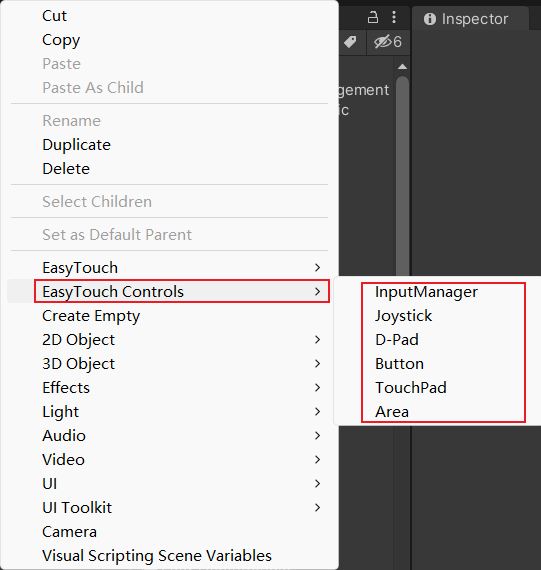 Cut
Copy
Paste
Paste As Child
Rename
Duplicate
Delete
Select Children
Set as Default Parent
EasyTouch
EasyTouch Controls
Create Empty
2D Object
3D Object
Effects
Light
Audio
Video
UI
UI Toolkit
Camera
Visual Scripting Scene Variables
InputManager
Joystick
D-Pad
Button
TouchPad
Area
6
gement
ic
Inspector